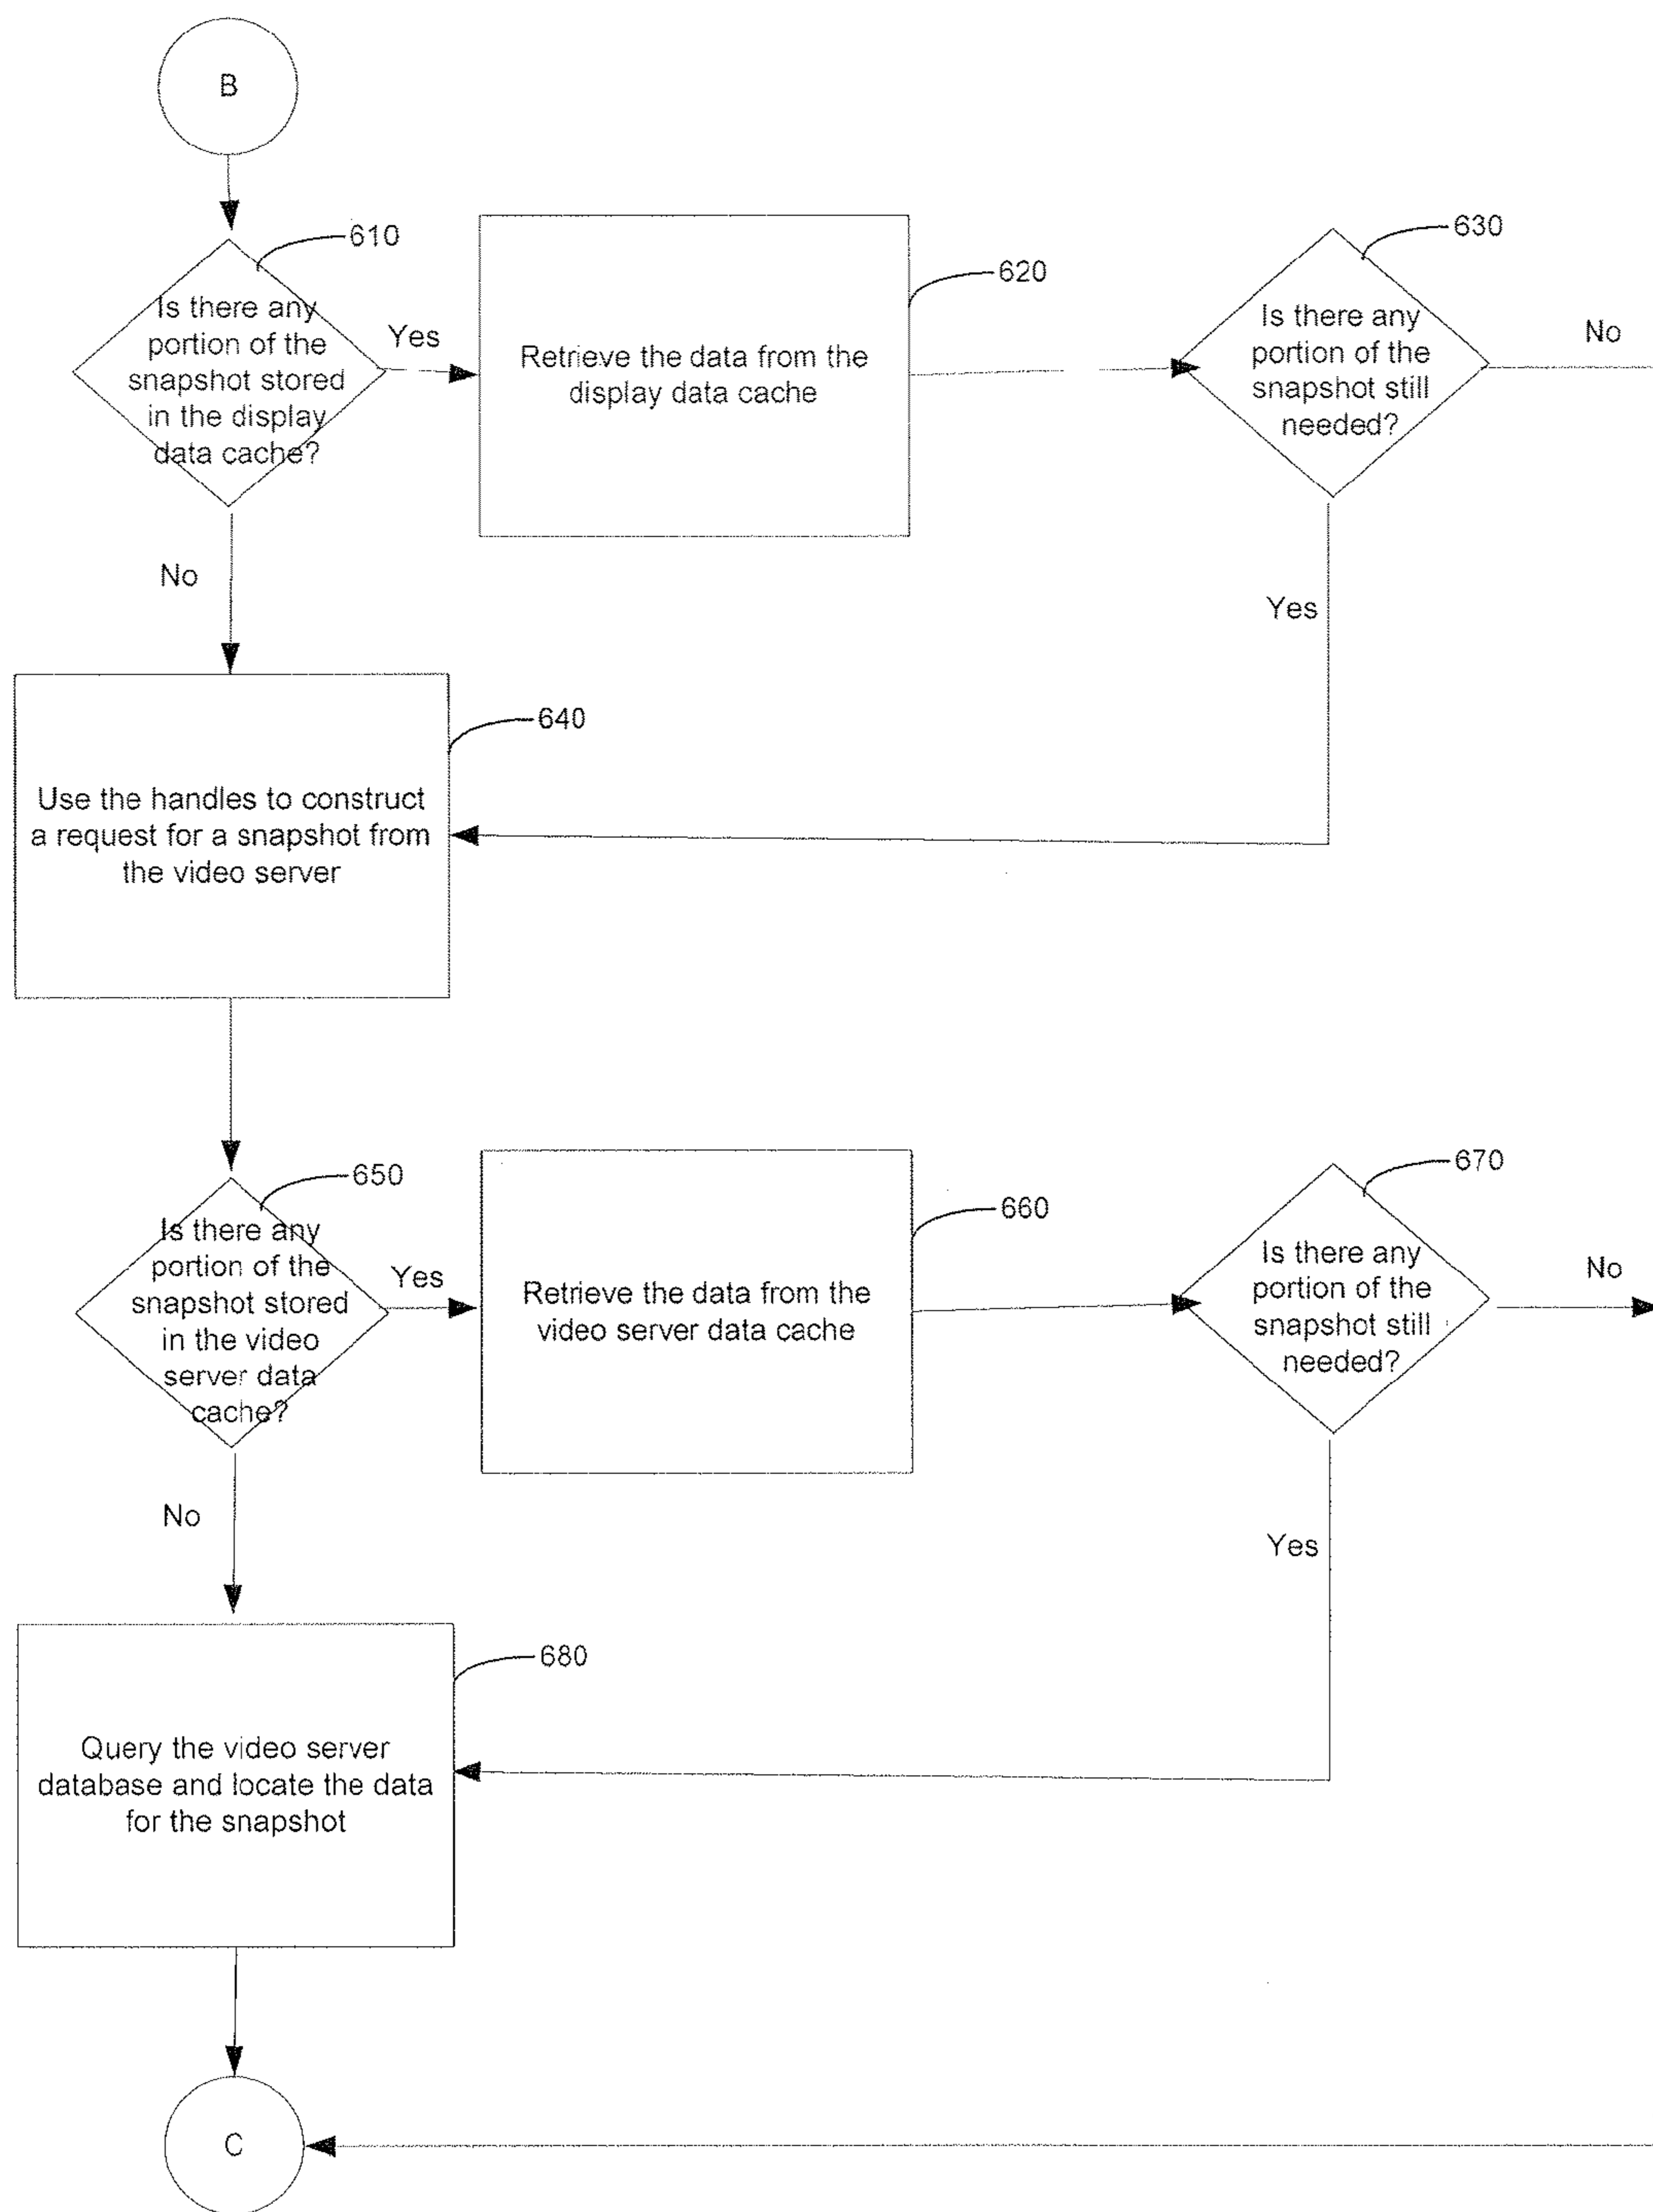 B
610
Is there any
portion of the
snapshot stored
in the display
data cache?
Yes
620
Retrieve the data from the
display data cache
630
Is there any
portion of the
snapshot still
needed?
No
No
Yes
640
Use the handles to construct
a request for a snapshot from
the video server
650
Is there any
portion of the
snapshot stored
in the video
server data
cache?
Yes
660
Retrieve the data from the
video server data cache
670
Is there any
portion of the
snapshot still
needed?
No
No
Yes
680
Query the video server
database and locate the data
for the snapshot
C